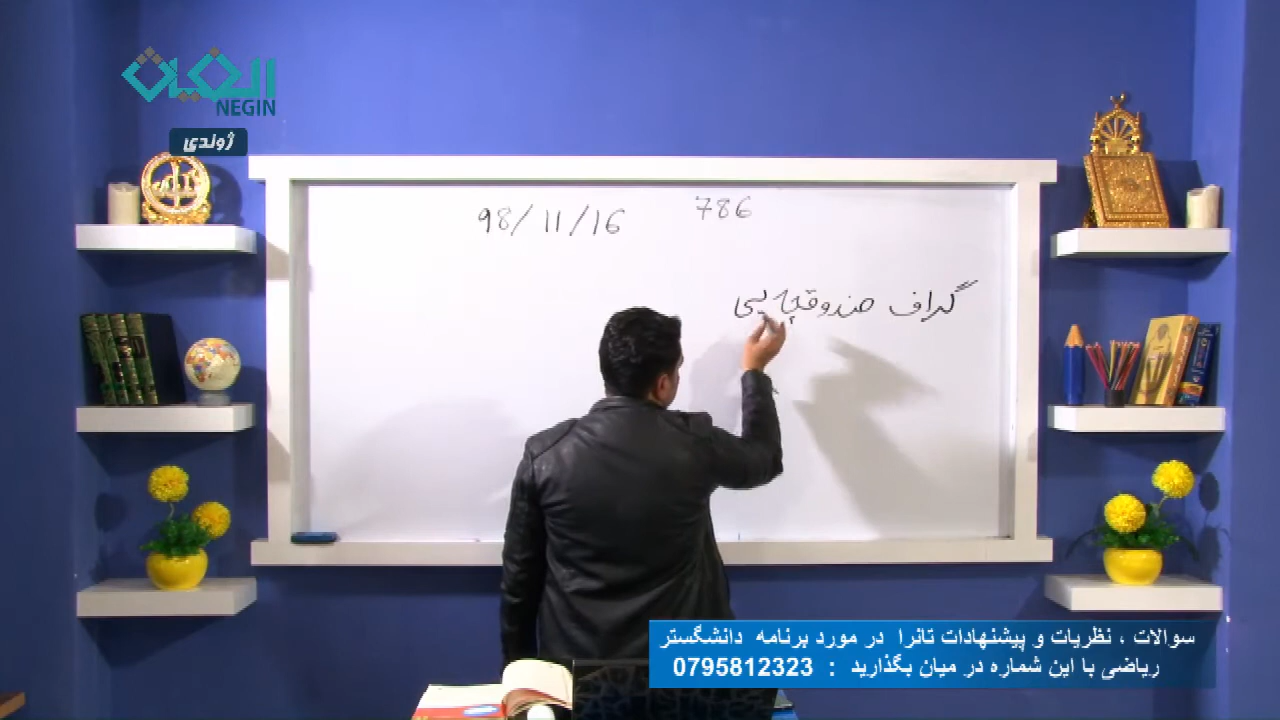 NEGIN
ژوندی
786
98/11/16
گراف صندوقچه یی
سوالات ، نظریات و پیشنهادات تانرا در مورد برنامه دانشگستر
ریاضی با این شماره در میان بگذارید : 0795812323